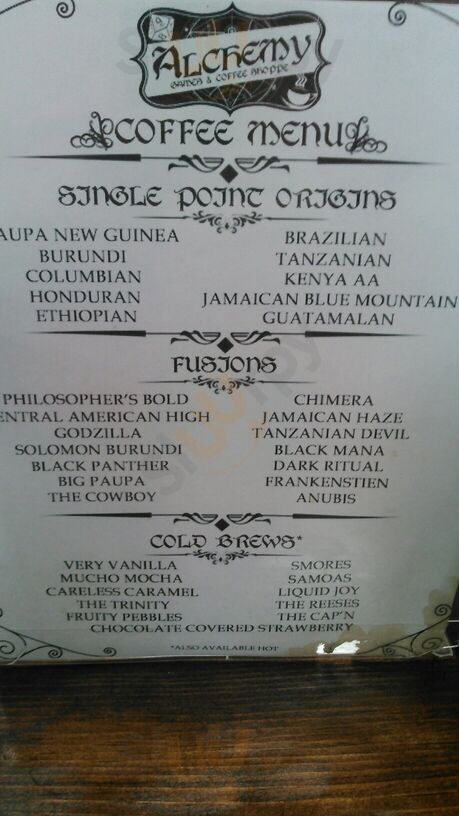 Alchemy
GAMES & COFFEE SHOPPE
COFFEE MENU
SINGLE POINT ORIGINS
AUPA NEW GUINEA BRAZILIAN
BURUNDI TANZANIAN
COLUMBIAN KENYA AA
HONDURAN JAMAICAN BLUE MOUNTAIN
ETHIOPIAN GUATAMALAN
FUSIONS
PHILOSOPHER'S BOLD CHIMERA
ENTRAL AMERICAN HIGH JAMAICAN HAZE
GODZILLA TANZANIAN DEVIL
SOLOMON BURUNDI BLACK MANA
BLACK PANTHER DARK RITUAL
BIG PAUPA FRANKENSTIEN
THE COWBOY ANUBIS
COLD BREWS*
VERY VANILLA SMORES
MUCHO MOCHA SAMOAS
CARELESS CARAMEL LIQUID JOY
THE TRINITY THE REESES
FRUITY PEBBLES THE CAP'N
CHOCOLATE COVERED STRAWBERRY
*ALSO AVAILABLE HOT